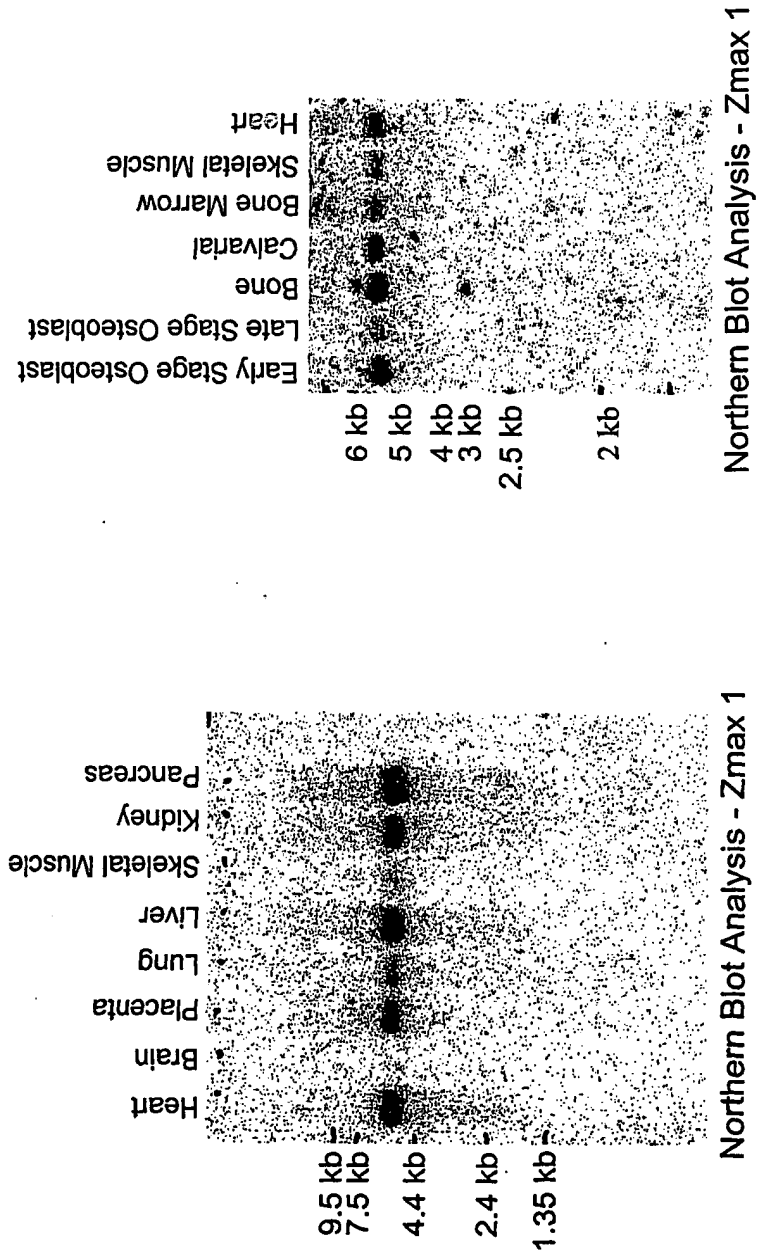 Heart
Brain
Placenta
Lung
Liver
Skeletal Muscle
Kidney
Pancreas
9.5 kb
7.5 kb
4.4 kb
2.4 kb
1.35 kb
Northern Blot Analysis - Zmax 1
Early Stage Osteoblast
Late Stage Osteoblast
Bone
Calvarial
Bone Marrow
Skeletal Muscle
Heart
6 kb
5 kb
4 kb
3 kb
2.5 kb
2 kb
Northern Blot Analysis - Zmax 1